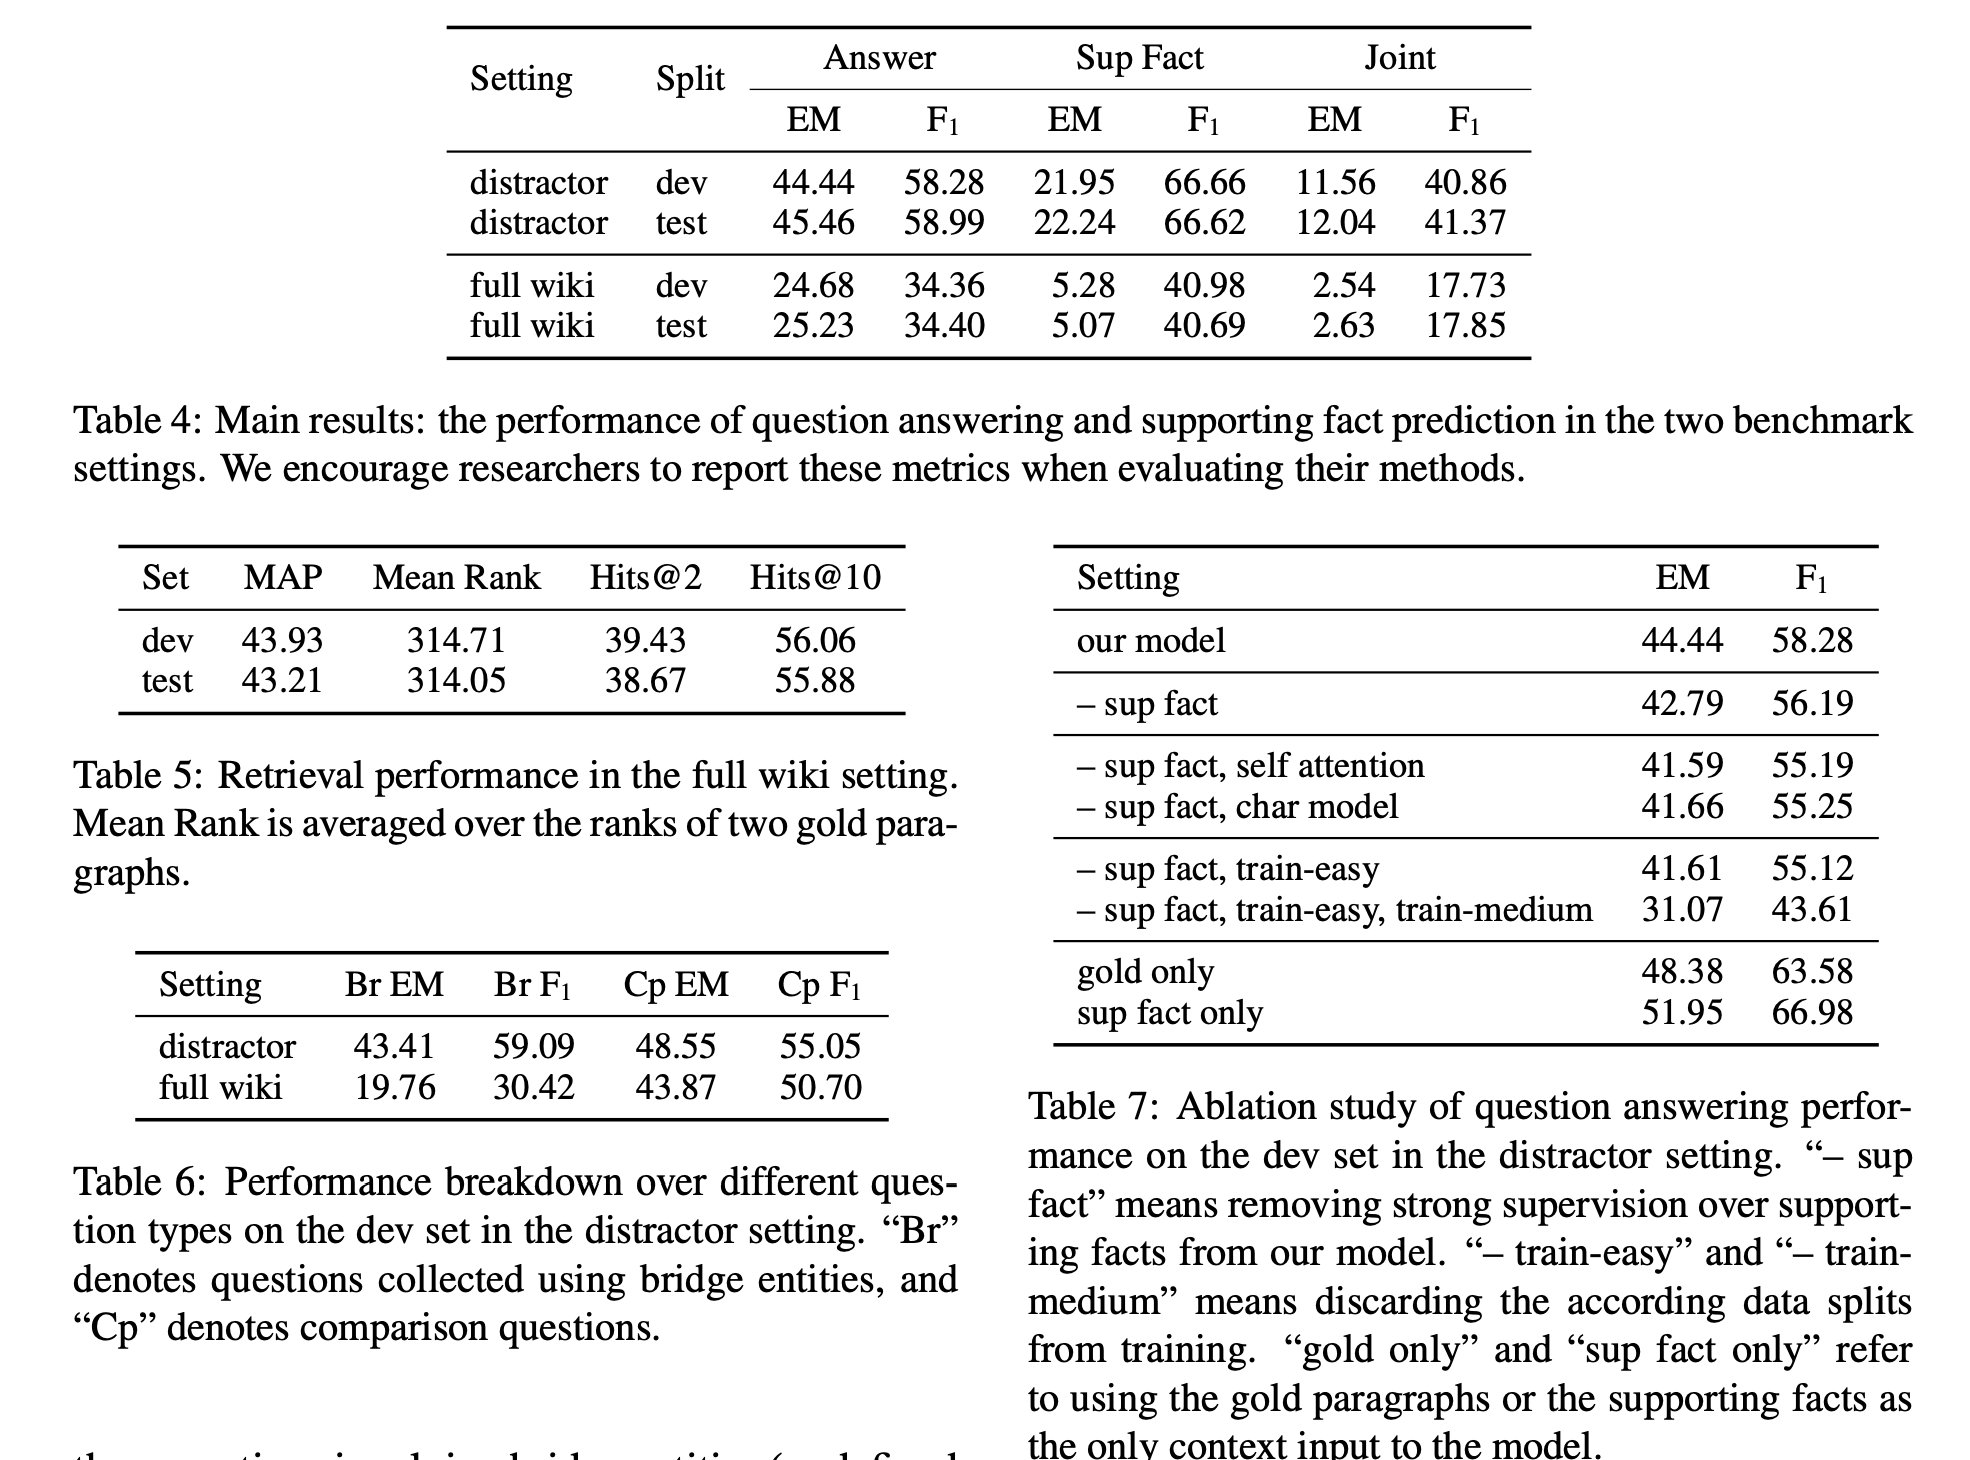 Setting Split Answer Sup Fact Joint
EM F1 EM F1 EM F1
distractor dev 44.44 58.28 21.95 66.66 11.56 40.86
distractor test 45.46 58.99 22.24 66.62 12.04 41.37
full wiki dev 24.68 34.36 5.28 40.98 2.54 17.73
full wiki test 25.23 34.40 5.07 40.69 2.63 17.85
Table 4: Main results: the performance of question answering and supporting fact prediction in the two benchmark
settings. We encourage researchers to report these metrics when evaluating their methods.
Set MAP Mean Rank Hits@2 Hits@10
dev 43.93 314.71 39.43 56.06
test 43.21 314.05 38.67 55.88
Table 5: Retrieval performance in the full wiki setting.
Mean Rank is averaged over the ranks of two gold para-
graphs.
Setting Br EM Br F1 Cp EM Cp F1
distractor 43.41 59.09 48.55 55.05
full wiki 19.76 30.42 43.87 50.70
Table 6: Performance breakdown over different ques-
tion types on the dev set in the distractor setting. “Br”
denotes questions collected using bridge entities, and
“Cp” denotes comparison questions.
Setting EM F1
our model 44.44 58.28
– sup fact 42.79 56.19
– sup fact, self attention 41.59 55.19
– sup fact, char model 41.66 55.25
– sup fact, train-easy 41.61 55.12
– sup fact, train-easy, train-medium 31.07 43.61
gold only 48.38 63.58
sup fact only 51.95 66.98
Table 7: Ablation study of question answering perfor-
mance on the dev set in the distractor setting. “– sup
fact” means removing strong supervision over support-
ing facts from our model. “– train-easy” and “– train-
medium” means discarding the according data splits
from training. “gold only” and “sup fact only” refer
to using the gold paragraphs or the supporting facts as
the only context input to the model.